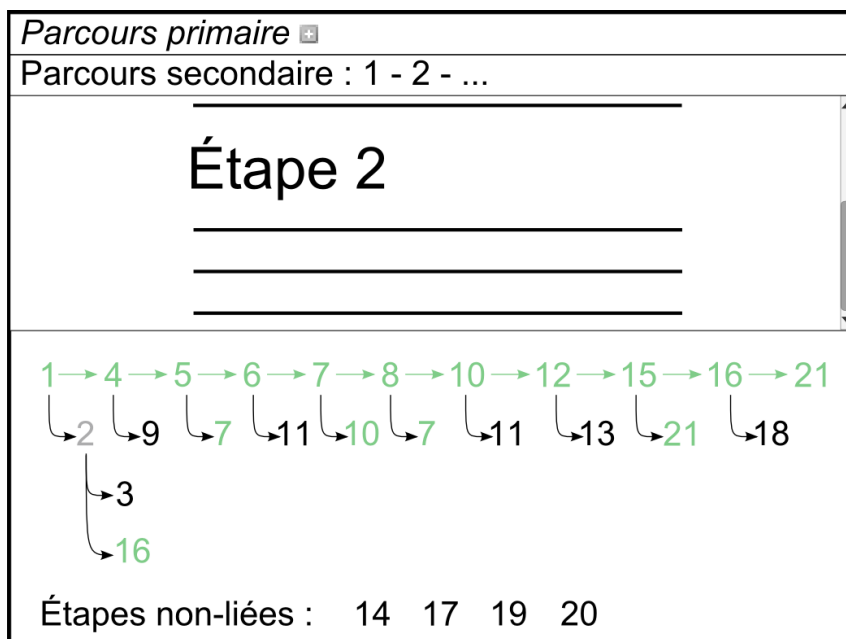 Parcours primaire
Parcours secondaire : 1 - 2 - ...
Étape 2
1 4 5 6 7 8 10 12 15 16 21
2 9 7 11 10 7 11 13 21 18
3
16
Étapes non-liées : 14 17 19 20